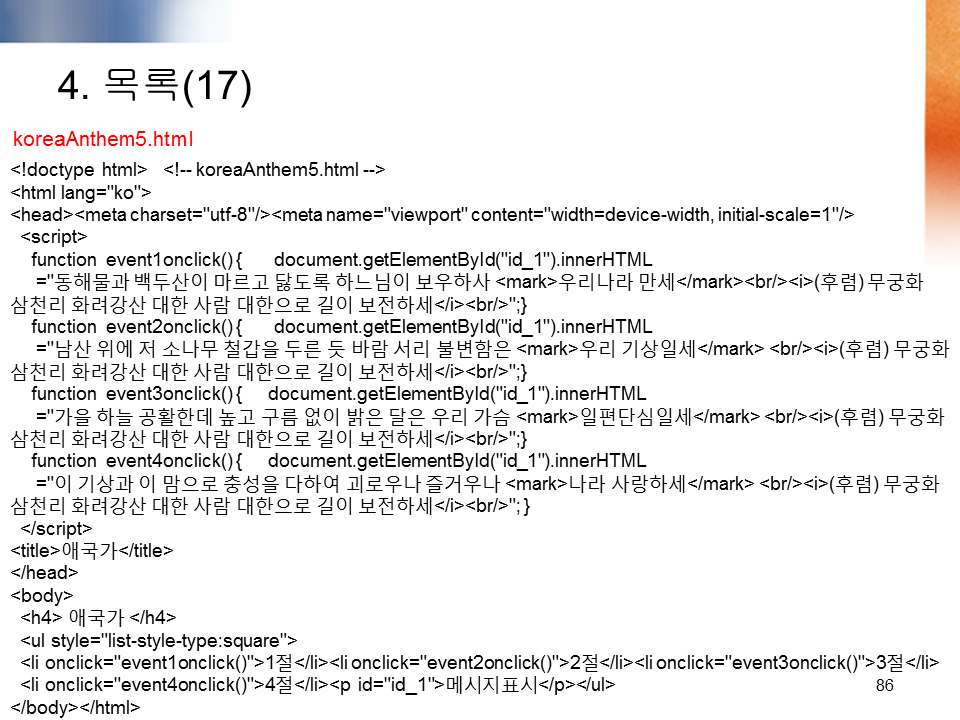 4. 목록(17)
koreaAnthem5.html
<!doctype html>   <!-- koreaAnthem5.html -->
<html lang="ko">
<head><meta charset="utf-8"/><meta name="viewport" content="width=device-width, initial-scale=1"/>
  <script>
    function event1onclick() {      document.getElementById("id_1").innerHTML
     ="동해물과 백두산이 마르고 닳도록 하느님이 보우하사 <mark>우리나라 만세</mark><br/><i>(후렴) 무궁화
삼천리 화려강산 대한 사람 대한으로 길이 보전하세</i><br/>";}
    function event2onclick() {      document.getElementById("id_1").innerHTML
     ="남산 위에 저 소나무 철갑을 두른 듯 바람 서리 불변함은 <mark>우리 기상일세</mark> <br/><i>(후렴) 무궁화
삼천리 화려강산 대한 사람 대한으로 길이 보전하세</i><br/>";}
    function event3onclick() {     document.getElementById("id_1").innerHTML
     ="가을 하늘 공활한데 높고 구름 없이 밝은 달은 우리 가슴 <mark>일편단심일세</mark> <br/><i>(후렴) 무궁화
삼천리 화려강산 대한 사람 대한으로 길이 보전하세</i><br/>";}
    function event4onclick() {     document.getElementById("id_1").innerHTML
     ="이 기상과 이 맘으로 충성을 다하여 괴로우나 즐거우나 <mark>나라 사랑하세</mark> <br/><i>(후렴) 무궁화
삼천리 화려강산 대한 사람 대한으로 길이 보전하세</i><br/>"; }
  </script>
<title>애국가</title>
</head>
<body>
  <h4> 애국가 </h4>
  <ul style="list-style-type:square">
  <li onclick="event1onclick()">1절</li><li onclick="event2onclick()">2절</li><li onclick="event3onclick()">3절</li>
  <li onclick="event4onclick()">4절</li><p id="id_1">메시지표시</p></ul>
</body></html>
86